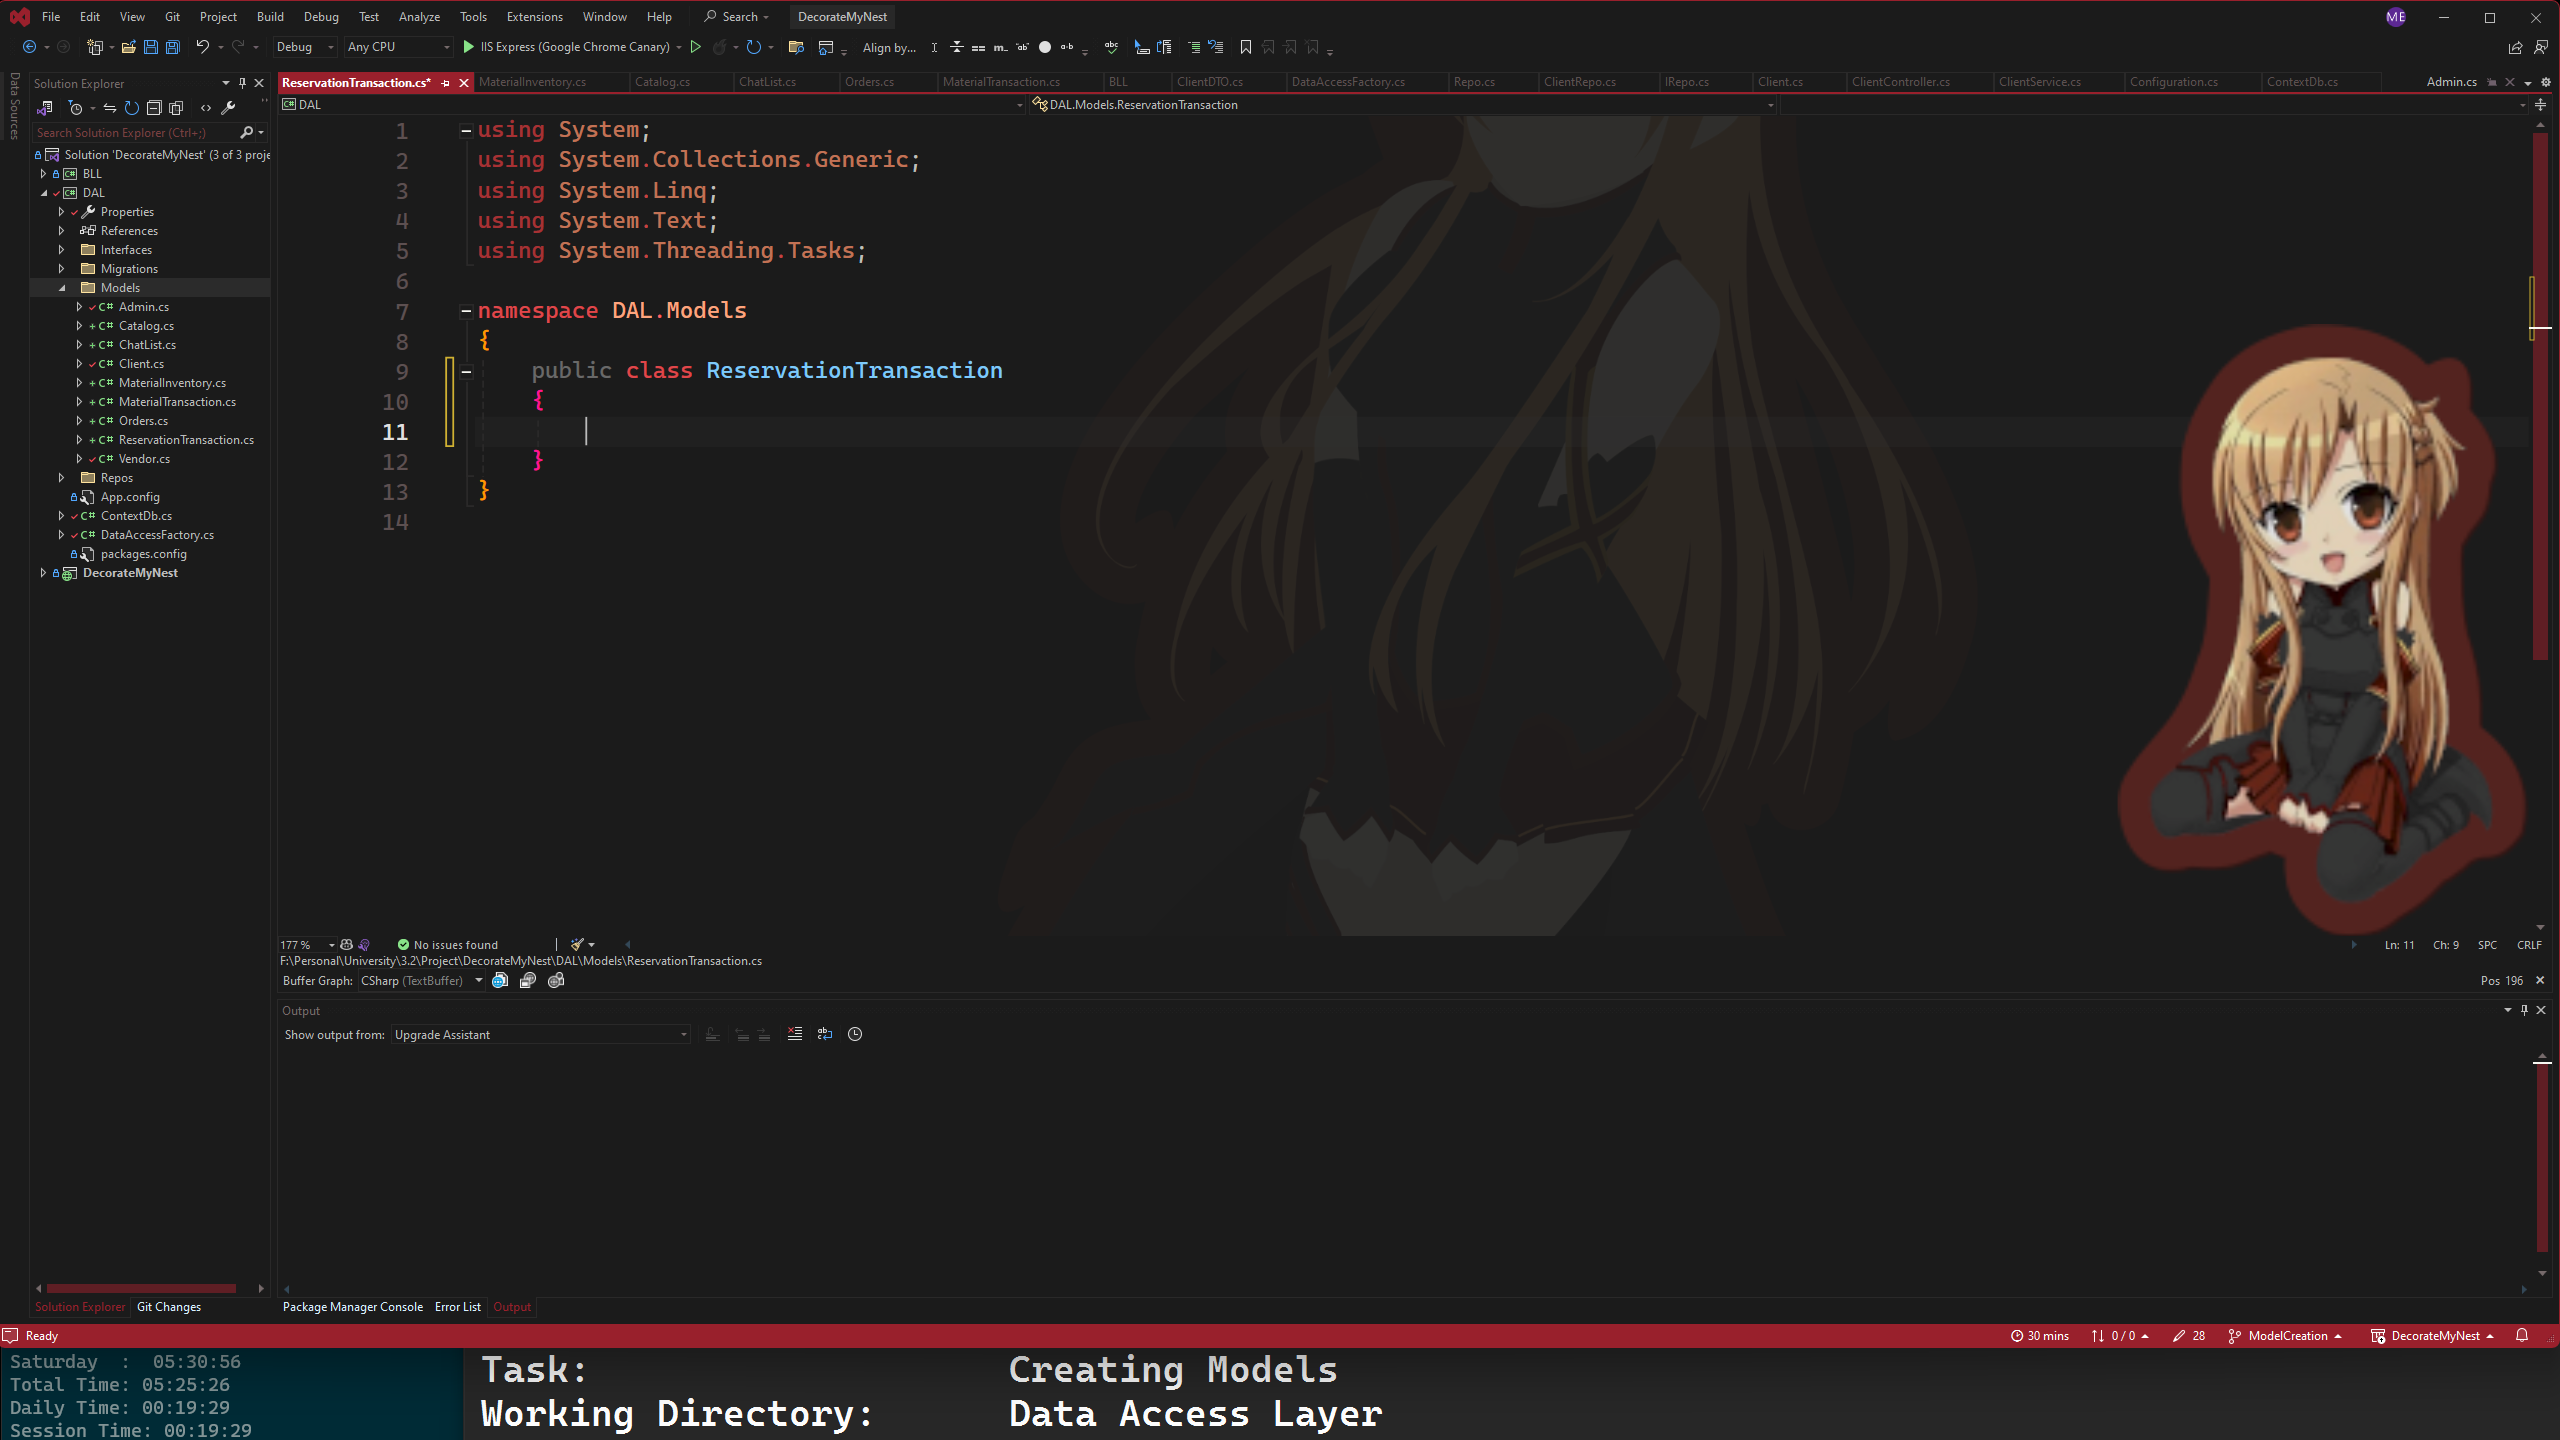 File Edit View Git Project Build Debug Test Analyze Tools Extensions Window Help Search DecorateMyNest ME
Debug Any CPU IIS Express (Google Chrome Canary) Align by...
Data Sources
Solution Explorer
Search Solution Explorer (Ctrl+;)
Solution 'DecorateMyNest' (3 of 3 proje
BLL
DAL
Properties
References
Interfaces
Migrations
Models
C# Admin.cs
C# Catalog.cs
C# ChatList.cs
C# Client.cs
C# MaterialInventory.cs
C# MaterialTransaction.cs
C# Orders.cs
C# ReservationTransaction.cs
C# Vendor.cs
Repos
App.config
C# ContextDb.cs
C# DataAccessFactory.cs
packages.config
DecorateMyNest
Solution Explorer Git Changes
ReservationTransaction.cs* MaterialInventory.cs Catalog.cs ChatList.cs Orders.cs MaterialTransaction.cs BLL ClientDTO.cs DataAccessFactory.cs Repo.cs ClientRepo.cs IRepo.cs Client.cs ClientController.cs ClientService.cs Configuration.cs ContextDb.cs Admin.cs
C# DAL DAL.Models.ReservationTransaction
1 using System;
2 using System.Collections.Generic;
3 using System.Linq;
4 using System.Text;
5 using System.Threading.Tasks;
6
7 namespace DAL.Models
8 {
9 public class ReservationTransaction
10 {
11
12 }
13 }
14
177 % No issues found Ln: 11 Ch: 9 SPC CRLF
F:\Personal\University\3.2\Project\DecorateMyNest\DAL\Models\ReservationTransaction.cs
Buffer Graph: CSharp (TextBuffer) Pos 196
Output
Show output from: Upgrade Assistant
Package Manager Console Error List Output
Ready 30 mins 0 / 0 28 ModelCreation DecorateMyNest
Saturday : 05:30:56
Total Time: 05:25:26
Daily Time: 00:19:29
Session Time: 00:19:29
Task: Creating Models
Working Directory: Data Access Layer